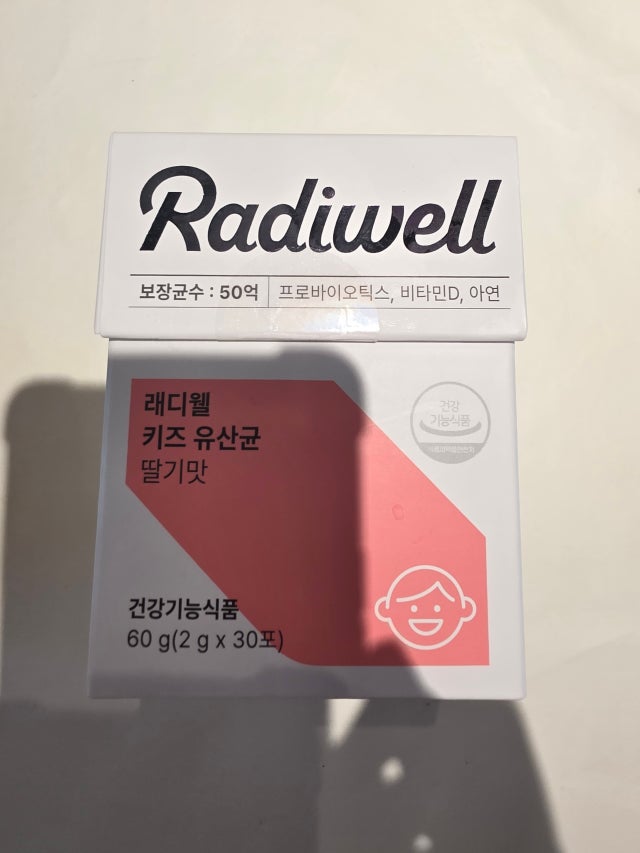 Radiwell
보장균수 : 50억 프로바이오틱스, 비타민D, 아연
래디웰
키즈 유산균
딸기맛
건강
기능식품
건강기능식품
60 g(2 g x 30포)